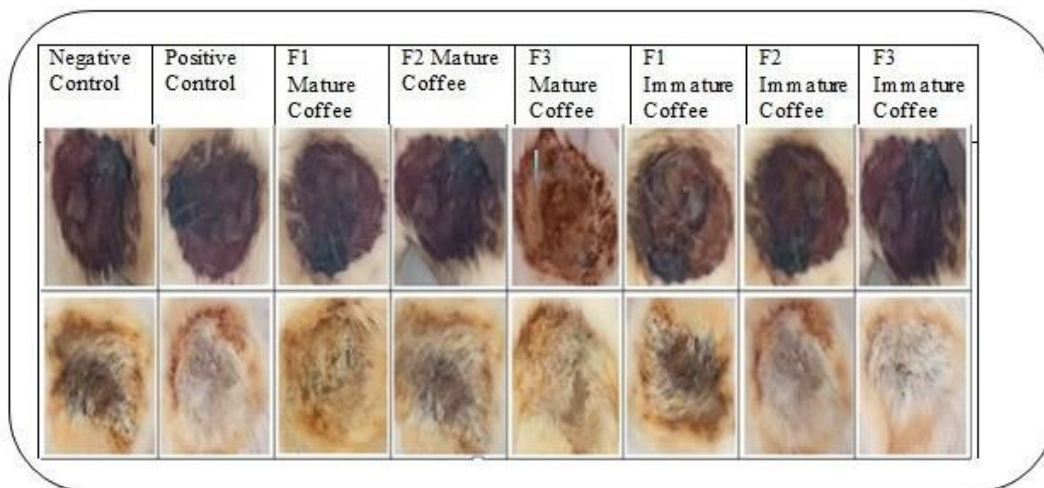 Negative
Control
Positive
Control
F1
Mature
Coffee
F2 Mature
Coffee
F3
Mature
Coffee
F1
Immature
Coffee
F2
Immature
Coffee
F3
Immature
Coffee